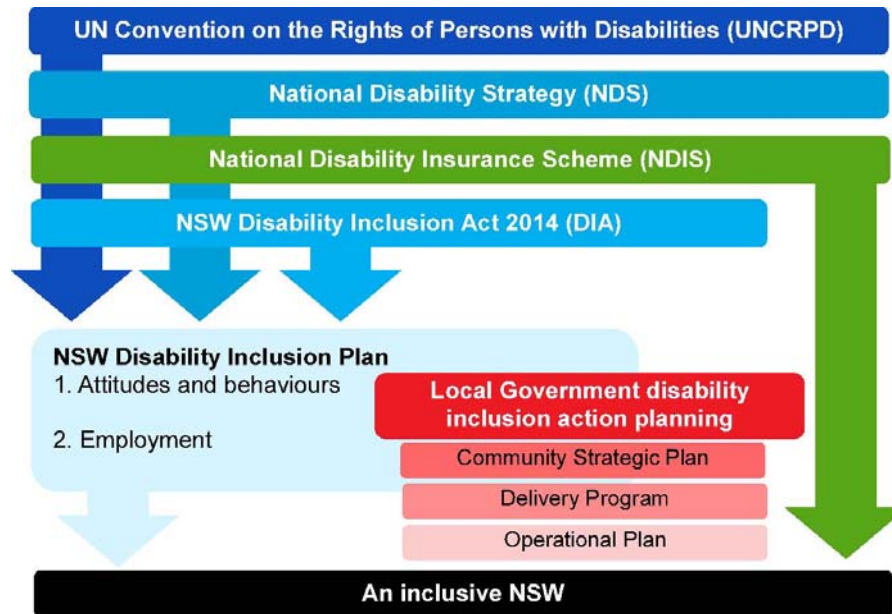 UN Convention on the Rights of Persons with Disabilities (UNCRPD)
National Disability Strategy (NDS)
National Disability Insurance Scheme (NDIS)
NSW Disability Inclusion Act 2014 (DIA)
NSW Disability Inclusion Plan
1. Attitudes and behaviours
2. Employment
Local Government disability
inclusion action planning
Community Strategic Plan
Delivery Program
Operational Plan
An inclusive NSW